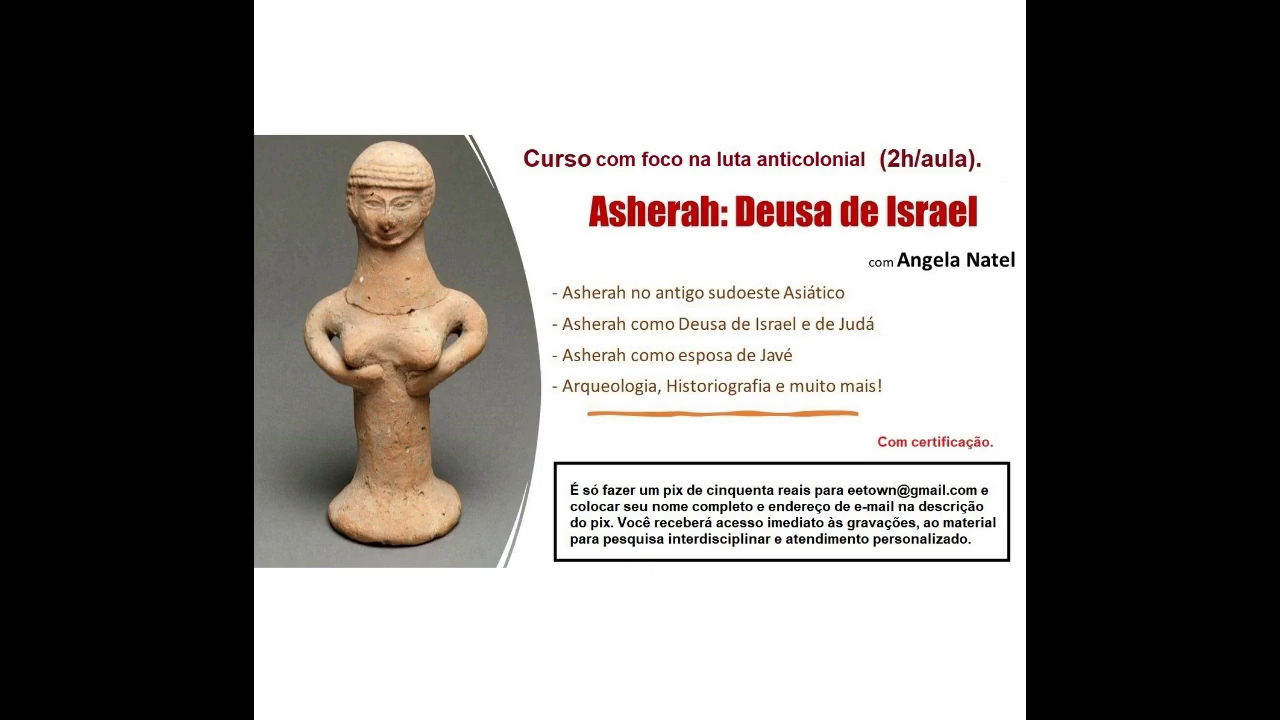 Curso com foco na luta anticolonial (2h/aula).
Asherah: Deusa de Israel
com Angela Natel
- Asherah no antigo sudoeste Asiático
- Asherah como Deusa de Israel e de Judá
- Asherah como esposa de Javé
- Arqueologia, Historiografia e muito mais!
Com certificação.
É só fazer um pix de cinquenta reais para eetown@gmail.com e
colocar seu nome completo e endereço de e-mail na descrição
do pix. Você receberá acesso imediato às gravações, ao material
para pesquisa interdisciplinar e atendimento personalizado.